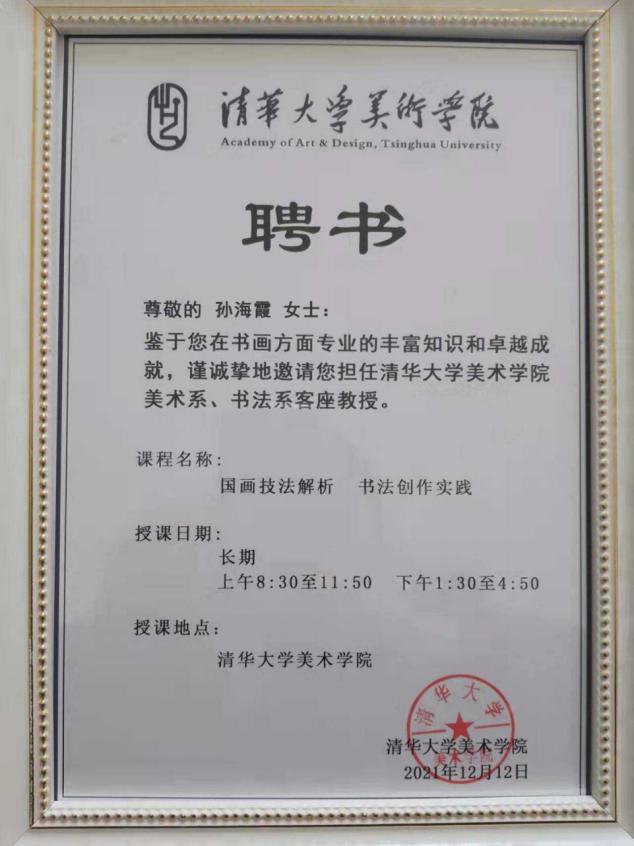 清華大学美術学院
Academy of Art & Design, Tsinghua University
聘书
尊敬的 孙海霞 女士：
鉴于您在书画方面专业的丰富知识和卓越成
就，谨诚挚地邀请您担任清华大学美术学院
美术系、书法系客座教授。
课程名称：
国画技法解析 书法创作实践
授课日期：
长期
上午8:30至11:50 下午1:30至4:50
授课地点：
清华大学美术学院
清华大学
清华大学美术学院
美术学院
2021年12月12日